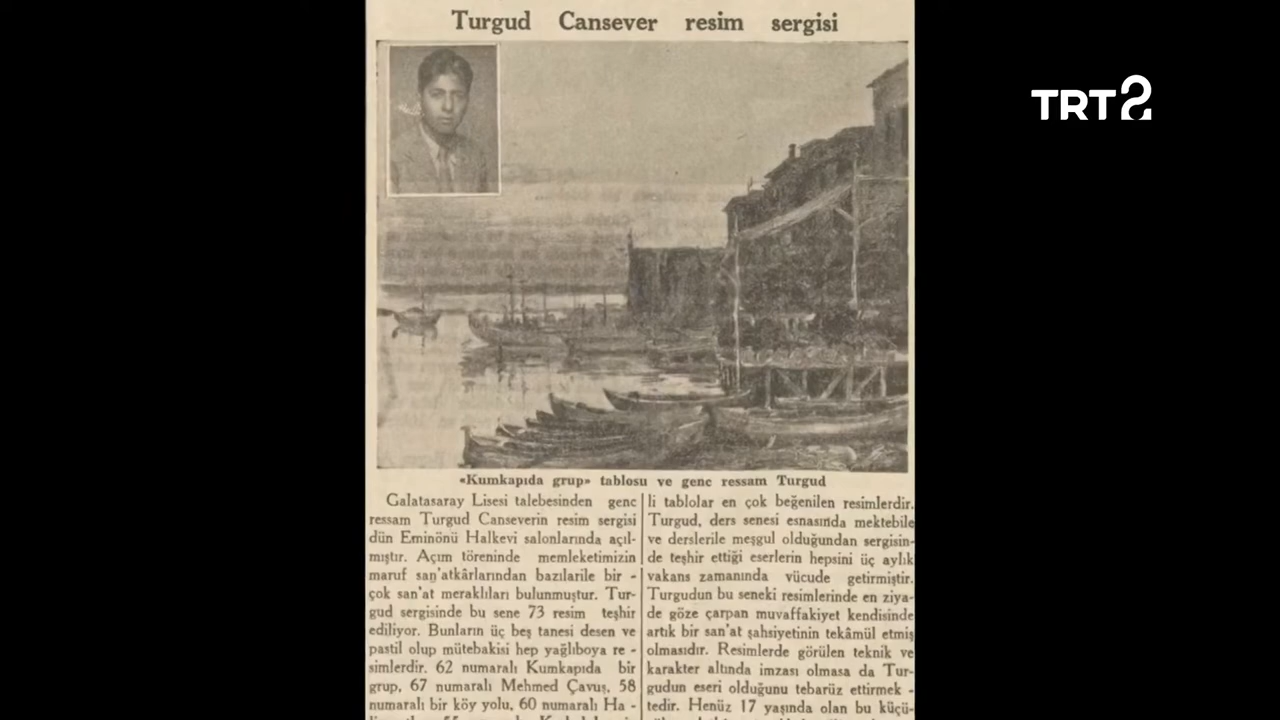 Turgud Cansever resim sergisi
TRT2
«Kumkapıda grup» tablosu ve genc ressam Turgud
Galatasaray Lisesi talebesinden genc
ressam Turgud Canseverin resim sergisi
dün Eminönü Halkevi salonlarında açıl-
mıştır. Açım töreninde memleketimizin
maruf san'atkârlarından bazılarile bir -
çok san'at meraklıları bulunmuştur. Tur-
gud sergisinde bu sene 73 resim teşhir
ediliyor. Bunların üç beş tanesi desen ve
pastil olup mütebakisi hep yağlıboya re -
simlerdir. 62 numaralı Kumkapıda bir
grup, 67 numaralı Mehmed Çavuş, 58
numaralı bir köy yolu, 60 numaralı Ha -
li tablolar en çok beğenilen resimlerdir.
Turgud, ders senesi esnasında mektebile
ve derslerile meşgul olduğundan sergisin-
de teşhir ettiği eserlerin hepsini üç aylık
vakans zamanında vücude getirmiştir.
Turgudun bu seneki resimlerinde en ziya-
de göze çarpan muvaffakiyet kendisinde
artık bir san'at şahsiyetinin tekâmül etmiş
olmasıdır. Resimlerde görülen teknik ve
karakter altında imzası olmasa da Tur-
gudun eseri olduğunu tebarüz ettirmek -
tedir. Henüz 17 yaşında olan bu küçü-